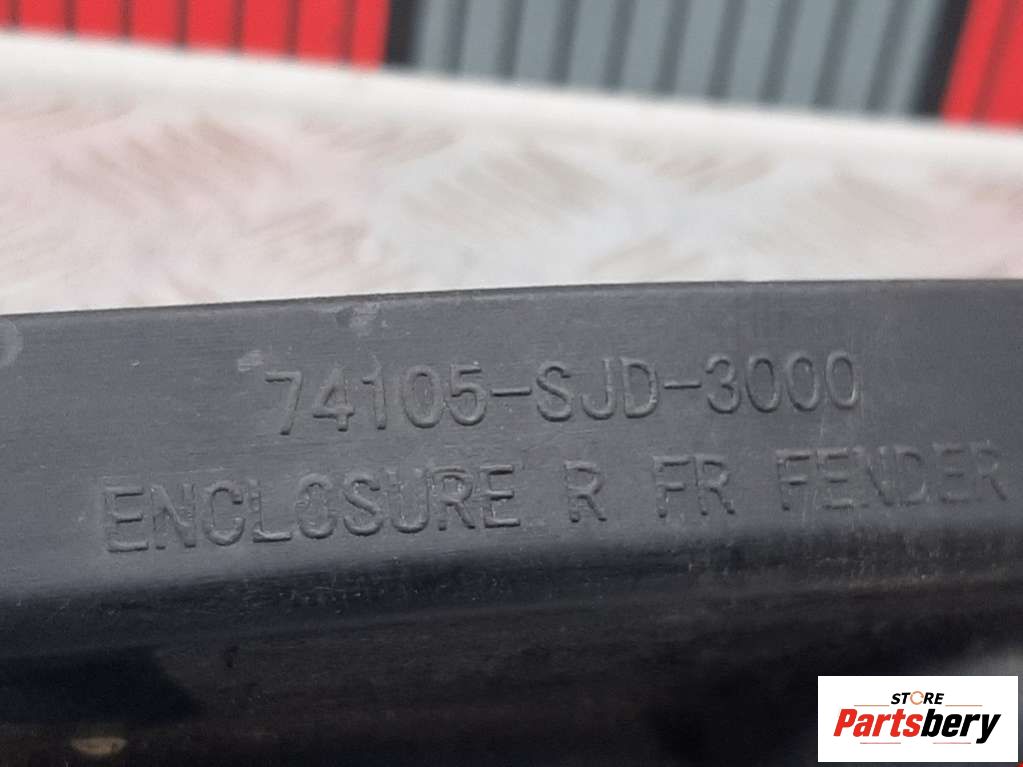 74105-SJD-3000
ENCLOSURE R FR FENDER
STORE
Partsbery